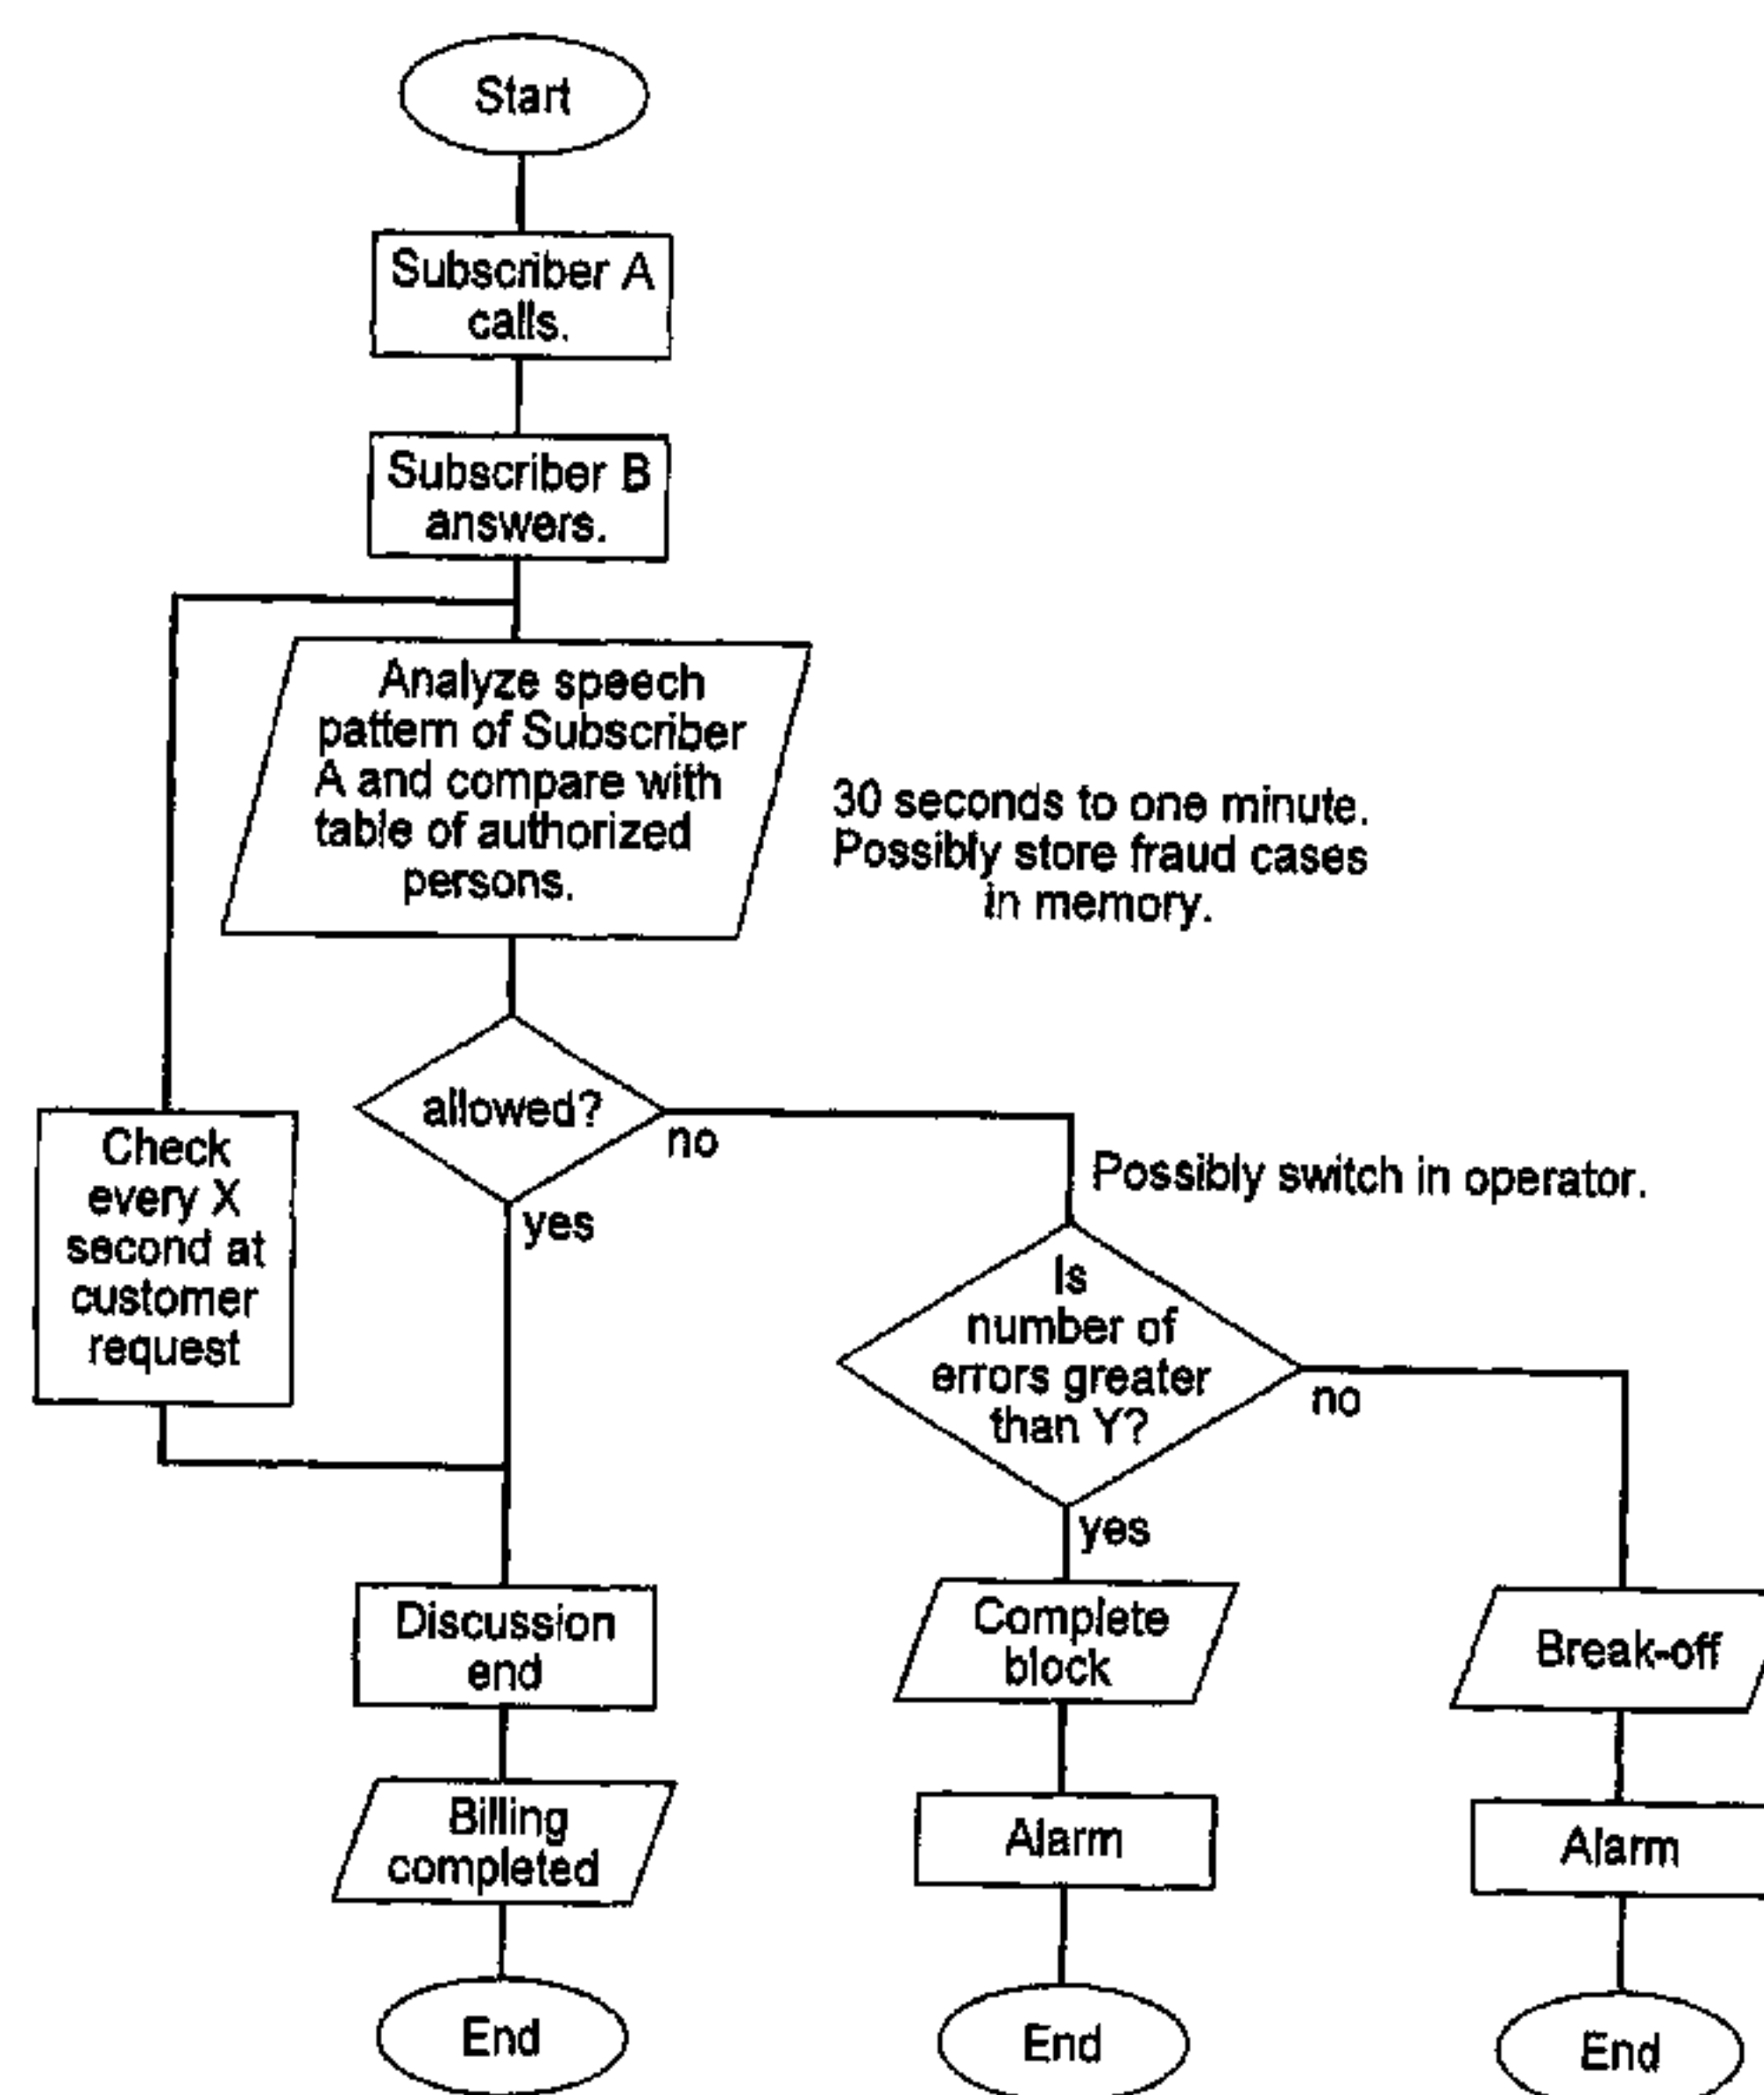 Start
Subscriber A
calls.
Subscriber B
answers.
Analyze speech
pattern of Subscriber
A and compare with
table of authorized
persons.
30 seconds to one minute.
Possibly store fraud cases
in memory.
allowed?
no
yes
Check
every X
second at
customer
request
Possibly switch in operator.
Is
number of
errors greater
than Y?
no
yes
Discussion
end
Complete
block
Break-off
Billing
completed
Alarm
Alarm
End
End
End